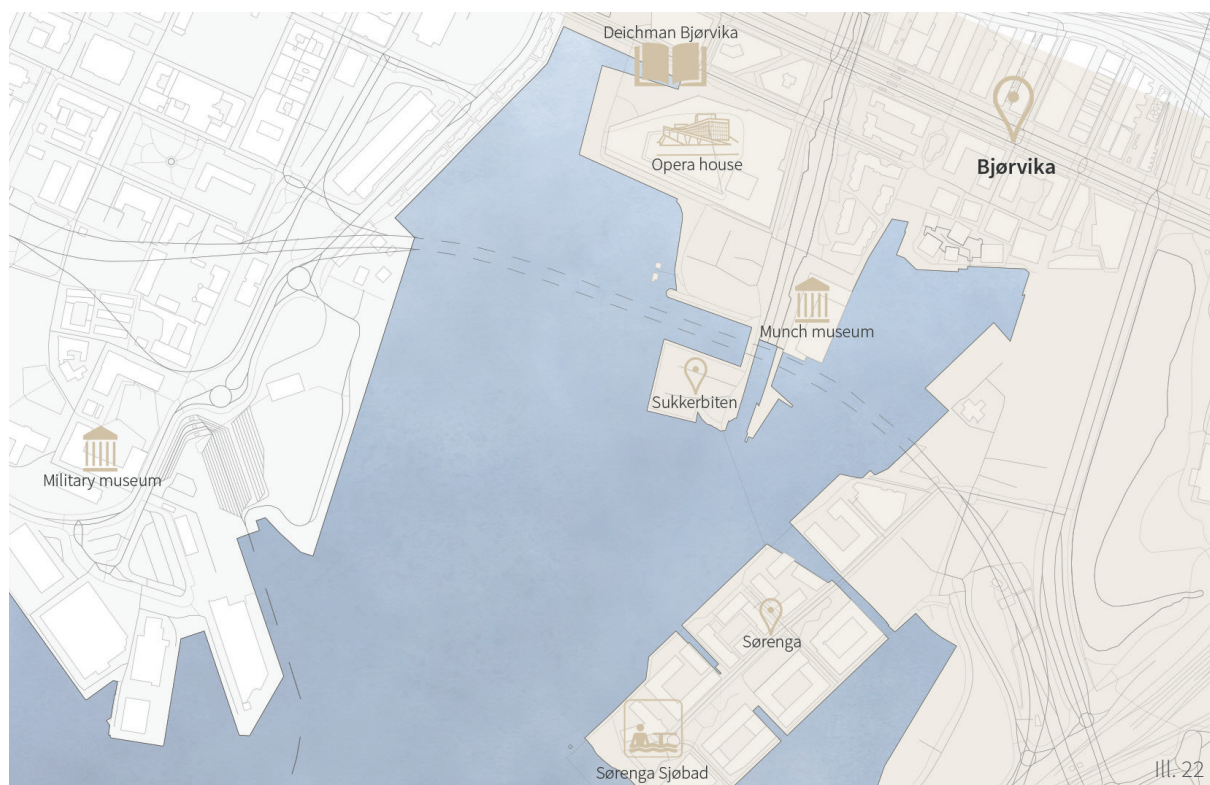 Deichman Bjørvika
Opera house
Bjørvika
Munch museum
Sukkerbiten
Military museum
Sørenga
Sørenga Sjøbad
Ill. 22